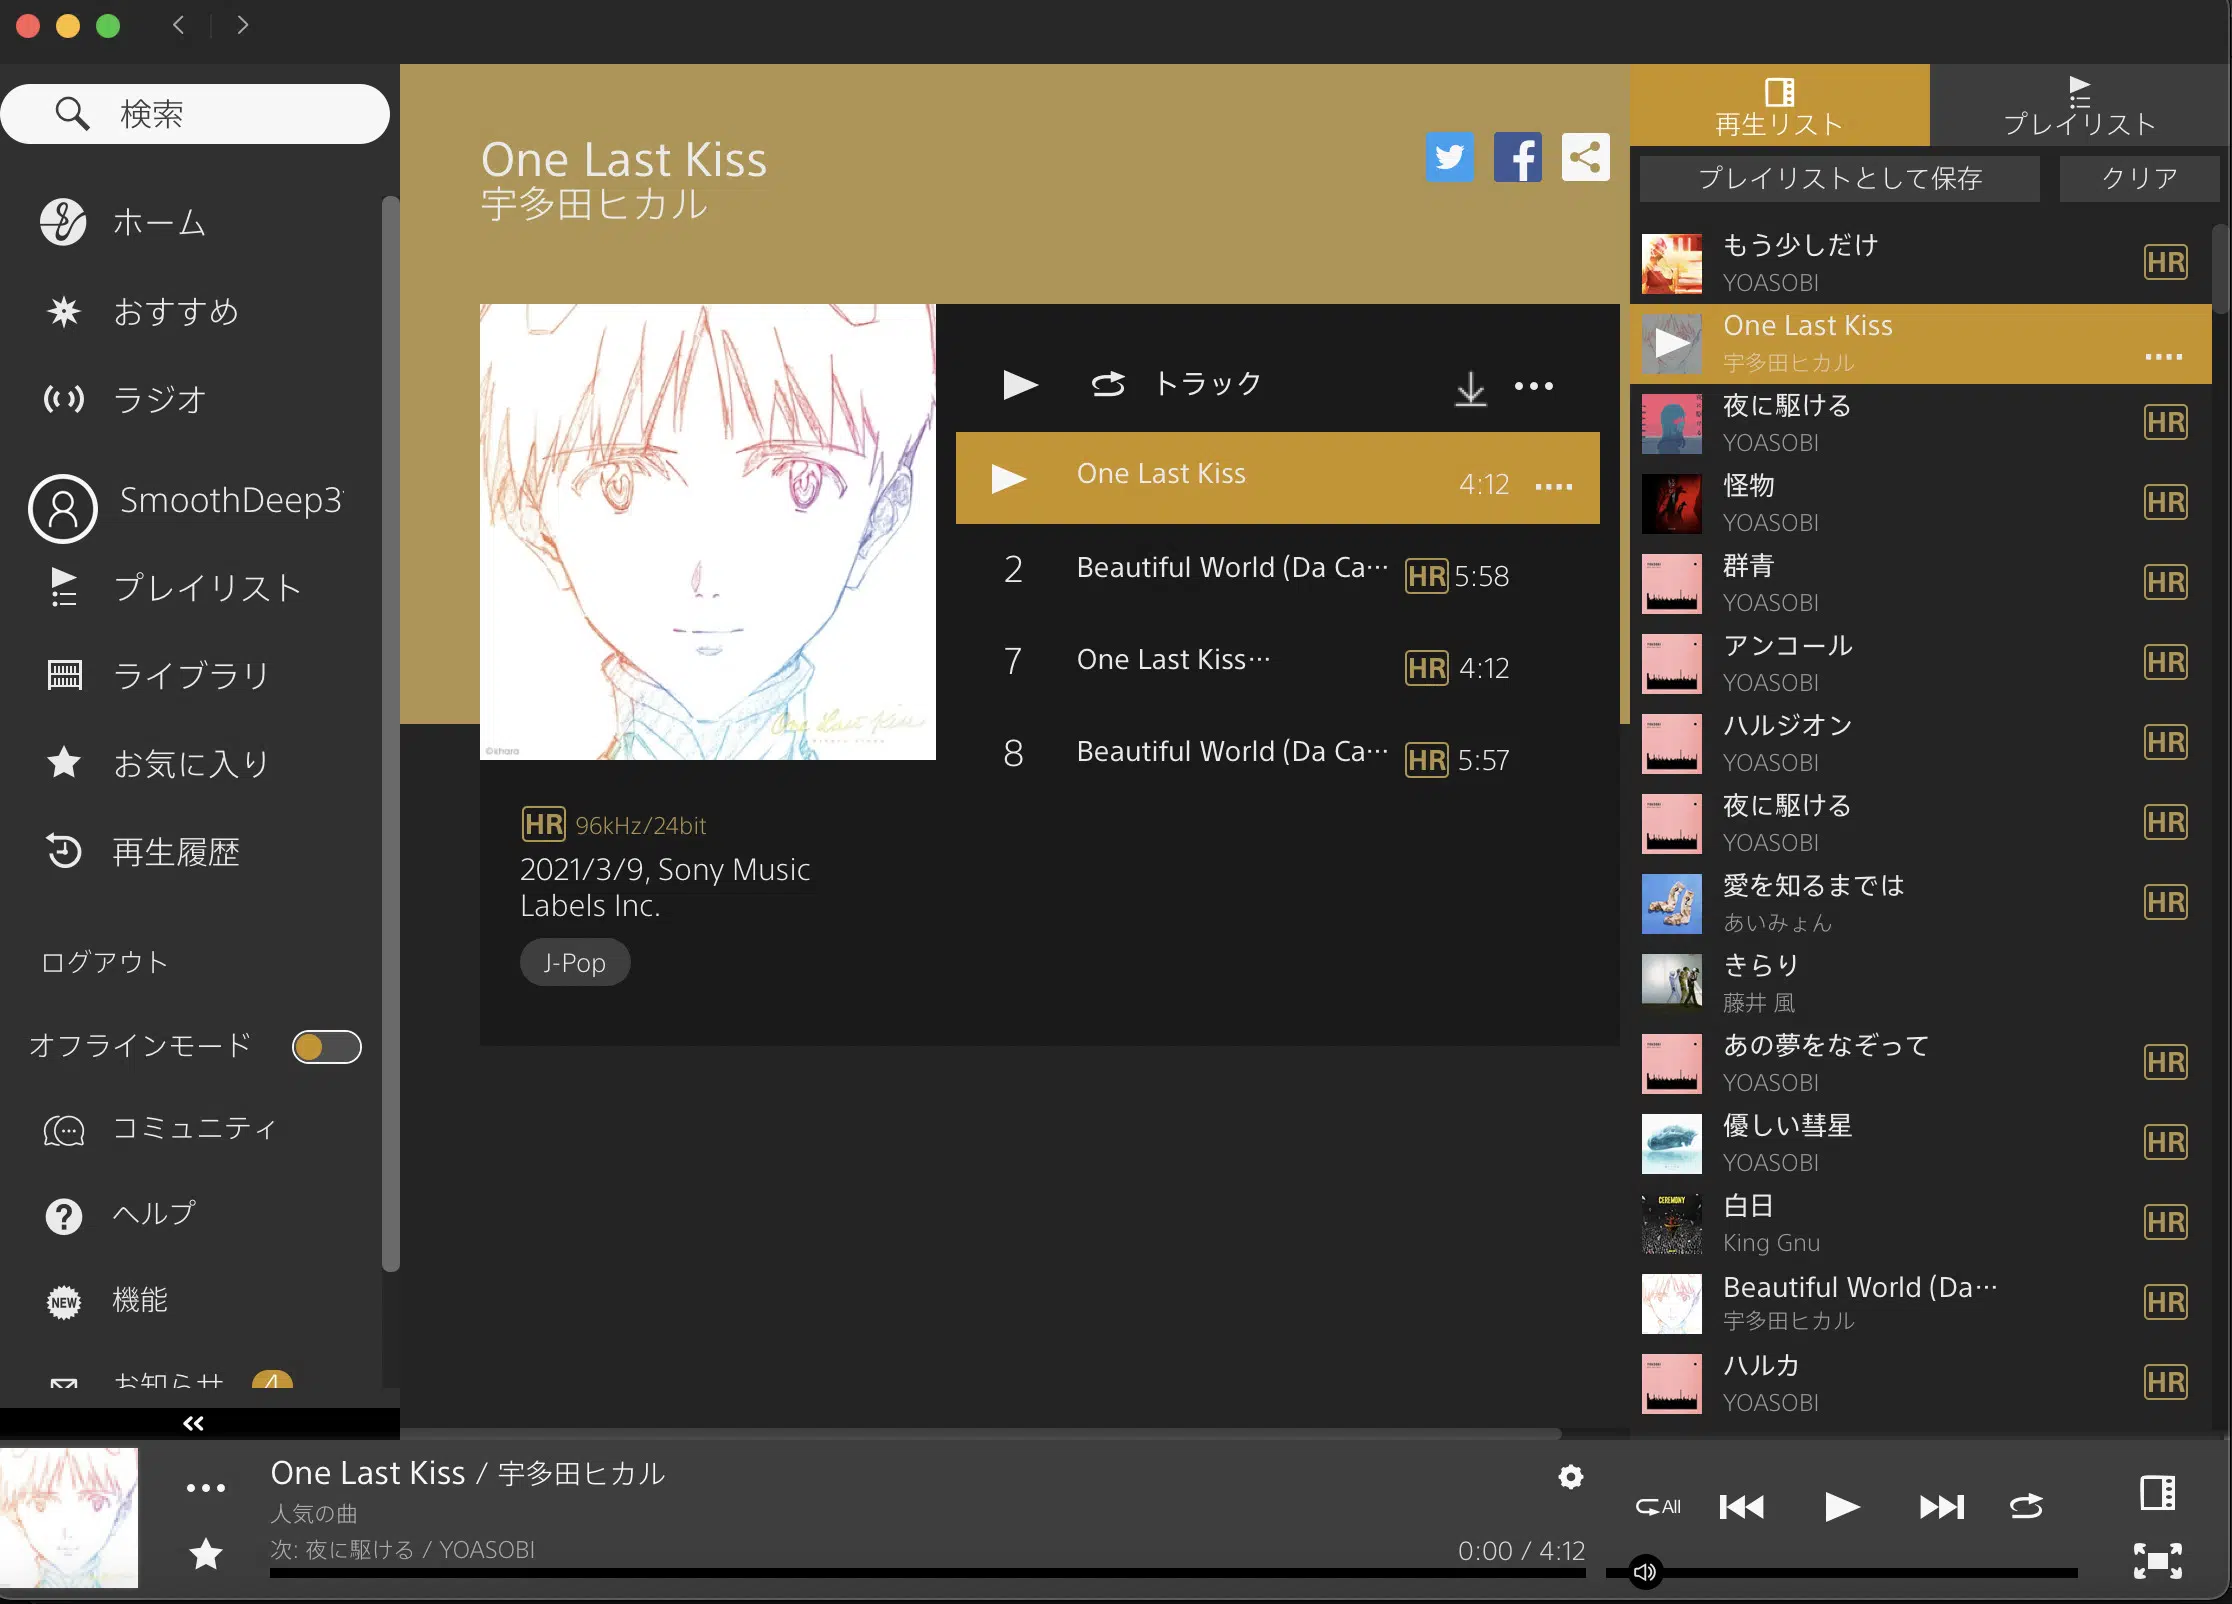 検索
ホーム
おすすめ
ラジオ
SmoothDeep3
プレイリスト
ライブラリ
お気に入り
再生履歴
ログアウト
オフラインモード
コミュニティ
ヘルプ
NEW 機能
お知らせ 4
One Last Kiss
宇多田ヒカル
One Last Kiss
©khara
トラック
One Last Kiss 4:12
2 Beautiful World (Da Ca… HR 5:58
7 One Last Kiss… HR 4:12
8 Beautiful World (Da Ca… HR 5:57
HR 96kHz/24bit
2021/3/9, Sony Music
Labels Inc.
J-Pop
再生リスト
プレイリスト
プレイリストとして保存
クリア
もう少しだけ
YOASOBI
HR
One Last Kiss
宇多田ヒカル
夜に駆ける
YOASOBI
HR
怪物
YOASOBI
HR
群青
YOASOBI
HR
アンコール
YOASOBI
HR
ハルジオン
YOASOBI
HR
夜に駆ける
YOASOBI
HR
愛を知るまでは
あいみょん
HR
きらり
藤井 風
あの夢をなぞって
YOASOBI
HR
優しい彗星
YOASOBI
HR
CEREMONY
白日
King Gnu
HR
Beautiful World (Da…
宇多田ヒカル
HR
ハルカ
YOASOBI
HR
One Last Kiss / 宇多田ヒカル
人気の曲
次: 夜に駆ける / YOASOBI
0:00 / 4:12
All